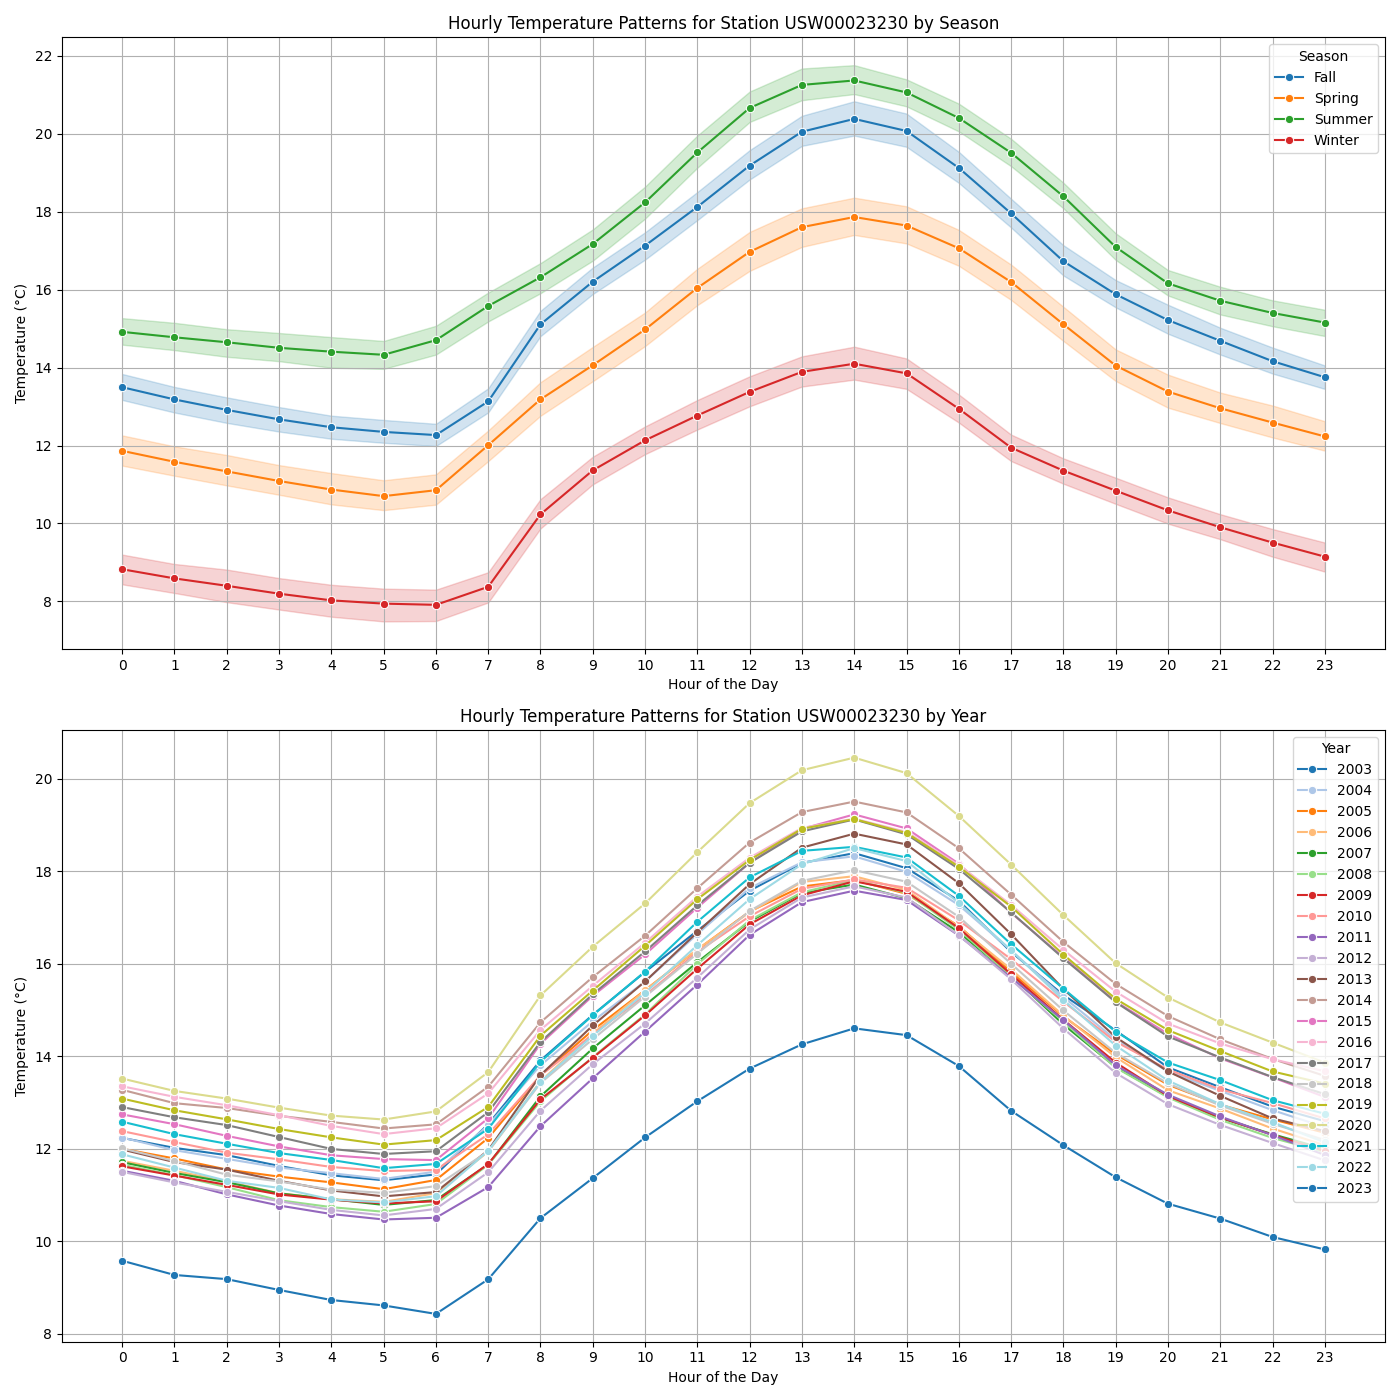 Hourly Temperature Patterns for Station USW00023230 by Season
Temperature (°C)
22
20
18
16
14
12
10
8
Season
Fall
Spring
Summer
Winter
0 1 2 3 4 5 6 7 8 9 10 11 12 13 14 15 16 17 18 19 20 21 22 23
Hour of the Day
Hourly Temperature Patterns for Station USW00023230 by Year
Temperature (°C)
20
18
16
14
12
10
8
Year
2003
2004
2005
2006
2007
2008
2009
2010
2011
2012
2013
2014
2015
2016
2017
2018
2019
2020
2021
2022
2023
0 1 2 3 4 5 6 7 8 9 10 11 12 13 14 15 16 17 18 19 20 21 22 23
Hour of the Day